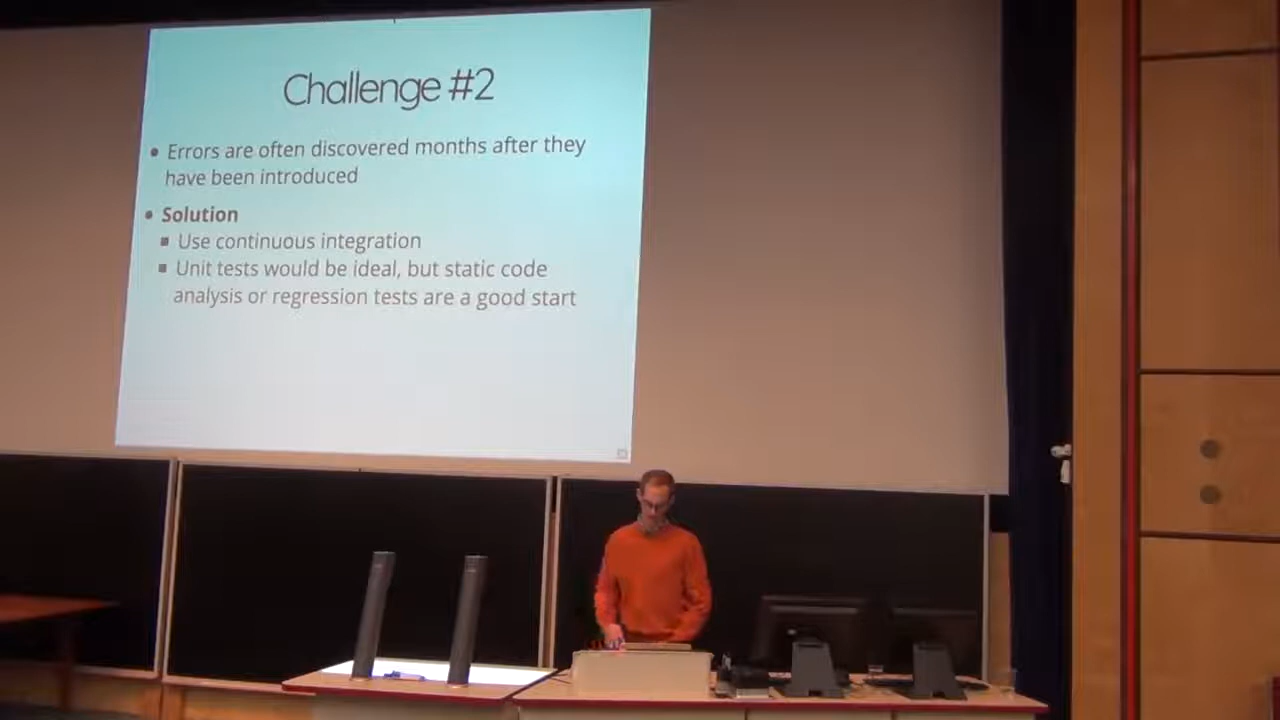 Challenge #2
Errors are often discovered months after they
have been introduced
Solution
Use continuous integration
Unit tests would be ideal, but static code
analysis or regression tests are a good start